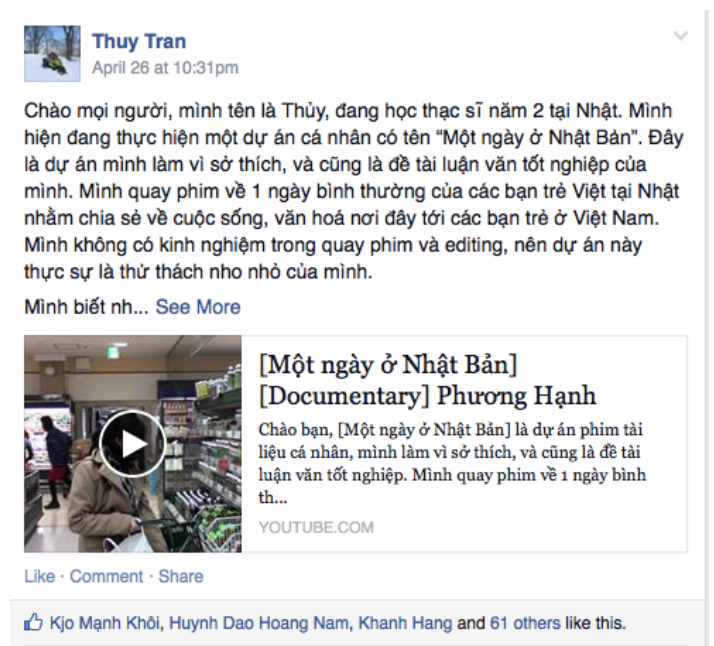 Thuy Tran
April 26 at 10:31pm
Chào mọi người, mình tên là Thủy, đang học thạc sĩ năm 2 tại Nhật. Mình
hiện đang thực hiện một dự án cá nhân có tên “Một ngày ở Nhật Bản”. Đây
là dự án mình làm vì sở thích, và cũng là đề tài luận văn tốt nghiệp của
mình. Mình quay phim về 1 ngày bình thường của các bạn trẻ Việt tại Nhật
nhằm chia sẻ về cuộc sống, văn hoá nơi đây tới các bạn trẻ ở Việt Nam.
Mình không có kinh nghiệm trong quay phim và editing, nên dự án này
thực sự là thử thách nho nhỏ của mình.
Mình biết nh... See More
[Một ngày ở Nhật Bản]
[Documentary] Phương Hạnh
Chào bạn, [Một ngày ở Nhật Bản] là dự án phim tài
liệu cá nhân, mình làm vì sở thích, và cũng là đề tài
luận văn tốt nghiệp. Mình quay phim về 1 ngày bình
th...
YOUTUBE.COM
Like · Comment · Share
Kjo Mạnh Khôi, Huynh Dao Hoang Nam, Khanh Hang and 61 others like this.